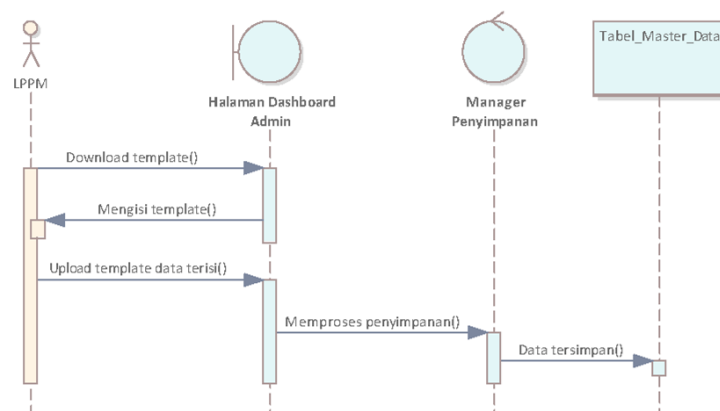 LPPM
Halaman Dashboard
Admin
Manager
Penyimpanan
Tabel_Master_Data
Download template()
Mengisi template()
Upload template data terisi()
Memproses penyimpanan()
Data tersimpan()